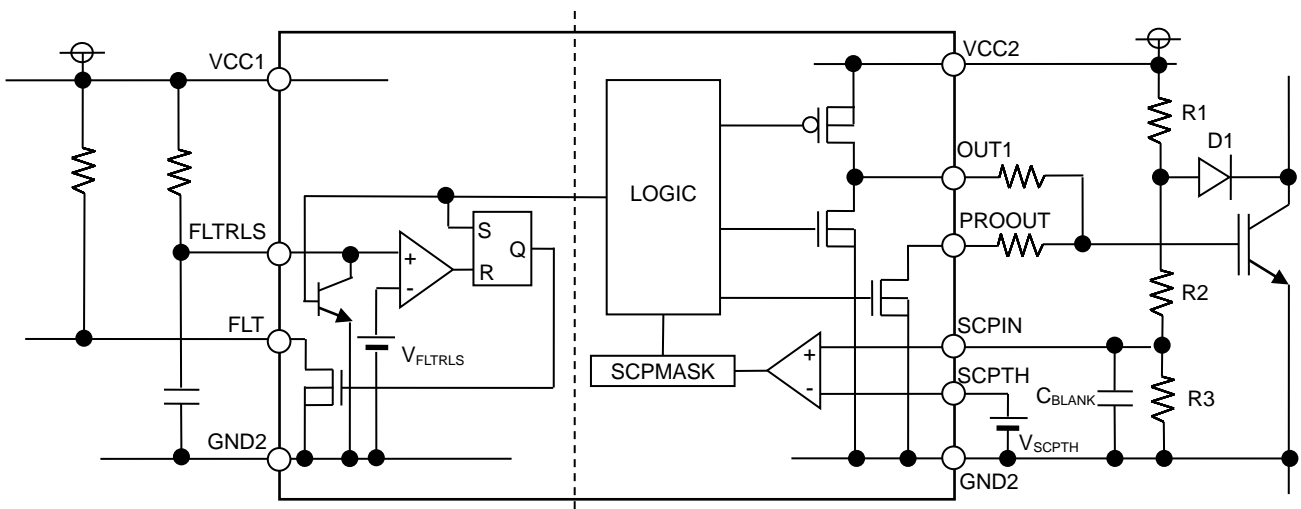 VCC1
VCC2
R1
D1
OUT1
LOGIC
PROOUT
FLTRLS
S
Q
R
+
-
R2
FLT
SCPIN
VFLTRLS
+
-
SCPMASK
SCPTH
CBLANK
R3
GND2
VSCPTH
GND2